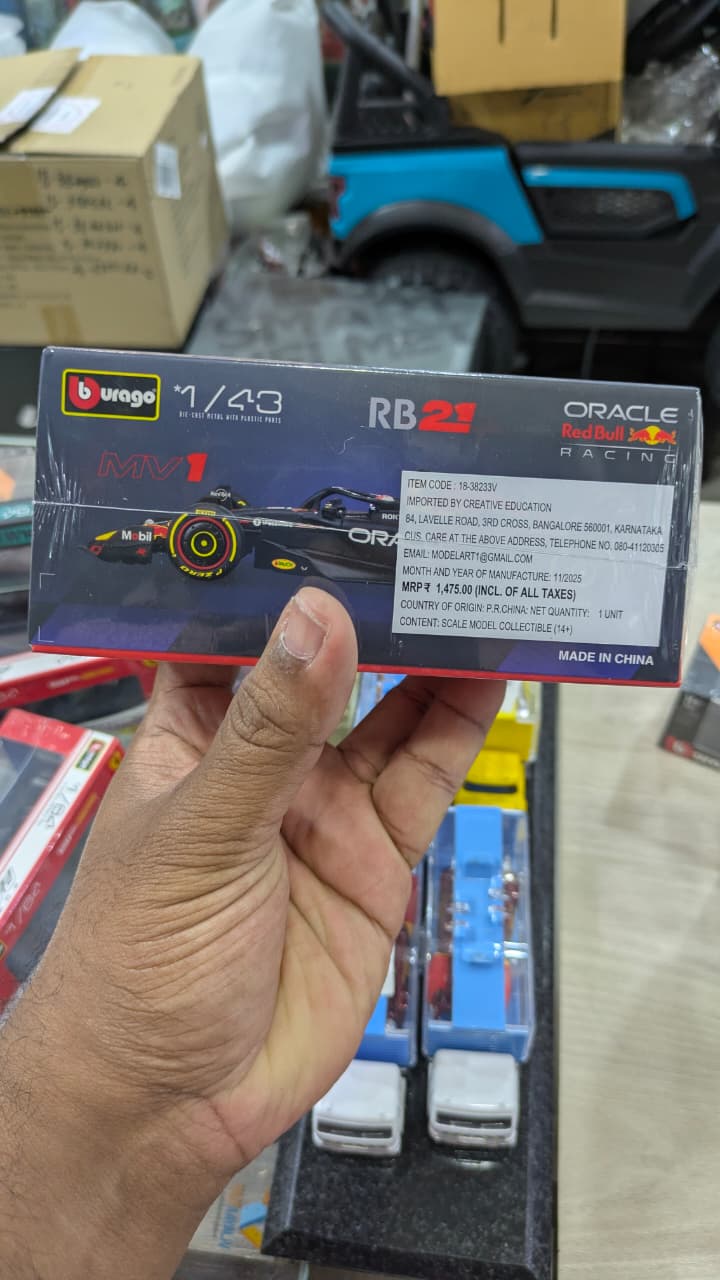 burago
*1/43
DIE-CAST METAL WITH PLASTIC PARTS
RB21
ORACLE
Red Bull
RACING
MV1
Mobil
P ZERO
ORA
ITEM CODE : 18-38233V
IMPORTED BY CREATIVE EDUCATION
84, LAVELLE ROAD, 3RD CROSS, BANGALORE 560001, KARNATAKA
CUS. CARE AT THE ABOVE ADDRESS, TELEPHONE NO. 080-41120305
EMAIL: MODELART1@GMAIL.COM
MONTH AND YEAR OF MANUFACTURE: 11/2025
MRP ₹ 1,475.00 (INCL. OF ALL TAXES)
COUNTRY OF ORIGIN: P.R.CHINA: NET QUANTITY: 1 UNIT
CONTENT: SCALE MODEL COLLECTIBLE (14+)
MADE IN CHINA